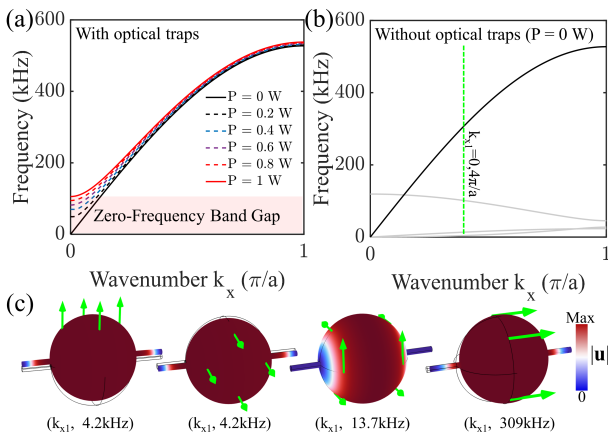 (a)
With optical traps
P = 0 W
P = 0.2 W
P = 0.4 W
P = 0.6 W
P = 0.8 W
P = 1 W
Zero-Frequency Band Gap
600
400
200
0
0
1
Frequency (kHz)
Wavenumber kx (π/a)
(b)
Without optical traps (P = 0 W)
kx1=0.4π/a
600
400
200
0
0
1
Frequency (kHz)
Wavenumber kx (π/a)
(c)
Max
|u|
0
(kx1, 4.2kHz)
(kx1, 4.2kHz)
(kx1, 13.7kHz)
(kx1, 309kHz)